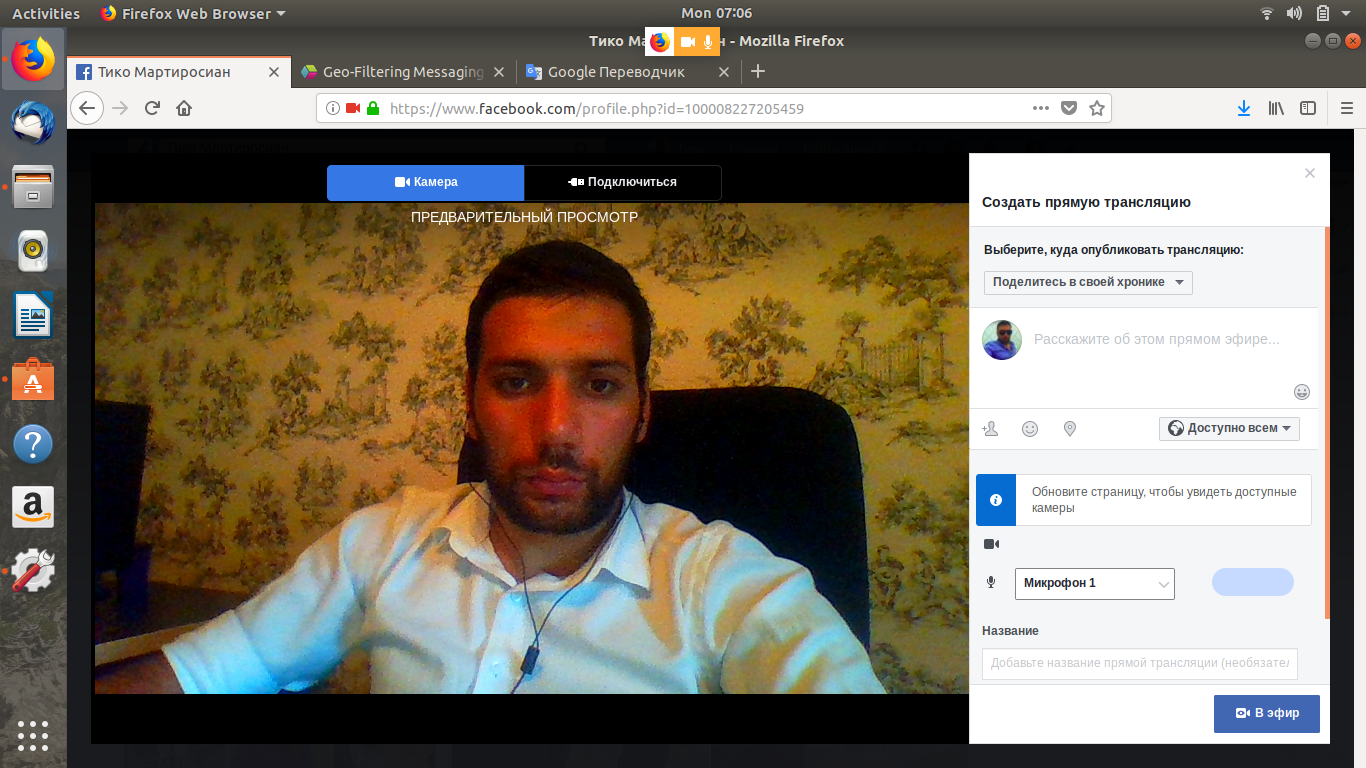 Activities
Firefox Web Browser
Mon 07:06
Тико Ма н - Mozilla Firefox
Тико Мартиросиан
Geo-Filtering Messaging
Google Переводчик
https://www.facebook.com/profile.php?id=100008227205459
Камера
Подключиться
ПРЕДВАРИТЕЛЬНЫЙ ПРОСМОТР
Создать прямую трансляцию
Выберите, куда опубликовать трансляцию:
Поделитесь в своей хронике
Расскажите об этом прямом эфире...
Доступно всем
Обновите страницу, чтобы увидеть доступные
камеры
Микрофон 1
Название
Добавьте название прямой трансляции (необязател
В эфир